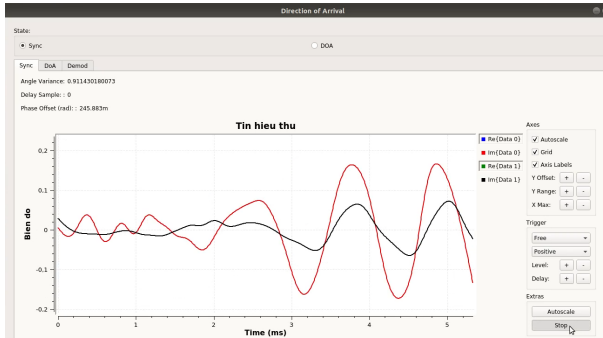 Direction of Arrival
State:
Sync
DOA
Sync DoA Demod
Angle Variance: 0.911430180073
Delay Sample: : 0
Phase Offset (rad): : 245.883m
Tin hieu thu
Bien do
0.2
0.1
0
-0.1
-0.2
0 1 2 3 4 5
Time (ms)
Re{Data 0}
Im{Data 0}
Re{Data 1}
Im{Data 1}
Axes
Autoscale
Grid
Axis Labels
Y Offset: + -
Y Range: + -
X Max: + -
Trigger
Free
Positive
Level: + -
Delay: + -
Extras
Autoscale
Stop